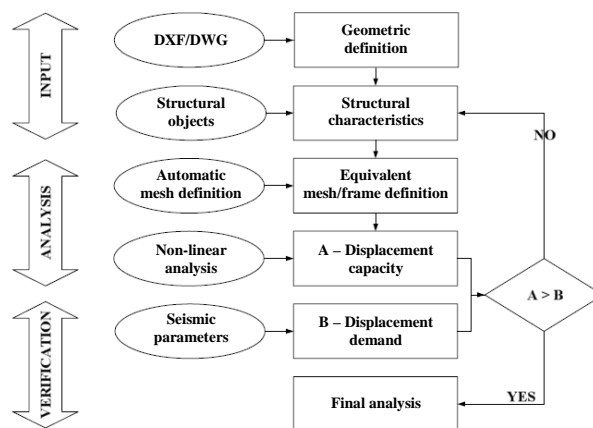 INPUT
DXF/DWG
Geometric
definition
Structural
objects
Structural
characteristics
NO
ANALYSIS
Automatic
mesh definition
Equivalent
mesh/frame definition
Non-linear
analysis
A – Displacement
capacity
A > B
VERIFICATION
Seismic
parameters
B – Displacement
demand
Final analysis
YES